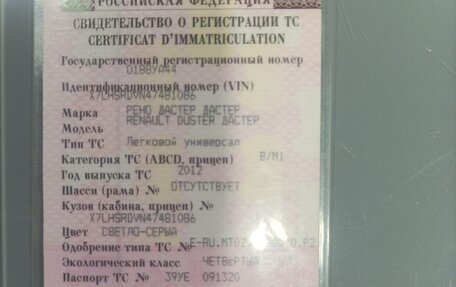 РОССИЙСКАЯ ФЕДЕРАЦИЯ
СВИДЕТЕЛЬСТВО О РЕГИСТРАЦИИ ТС
CERTIFICAT D'IMMATRICULATION
Государственный регистрационный номер
О188УА44
Идентификационный номер (VIN)
X7LHSRDVN47481086
Марка РЕНО ДАСТЕР ДАСТЕР
Модель RENAULT DUSTER ДАСТЕР
Тип ТС Легковой универсал
Категория ТС (ABCD, прицеп) B/M1
Год выпуска ТС 2012
Шасси (рама) № ОТСУТСТВУЕТ
Кузов (кабина, прицеп) №
X7LHSRDVN47481086
Цвет СВЕТЛО-СЕРЫЙ
Одобрение типа ТС № E-RU.MT02.
Экологический класс ЧЕТВЕРТЫЙ
Паспорт ТС № 39УЕ 091320